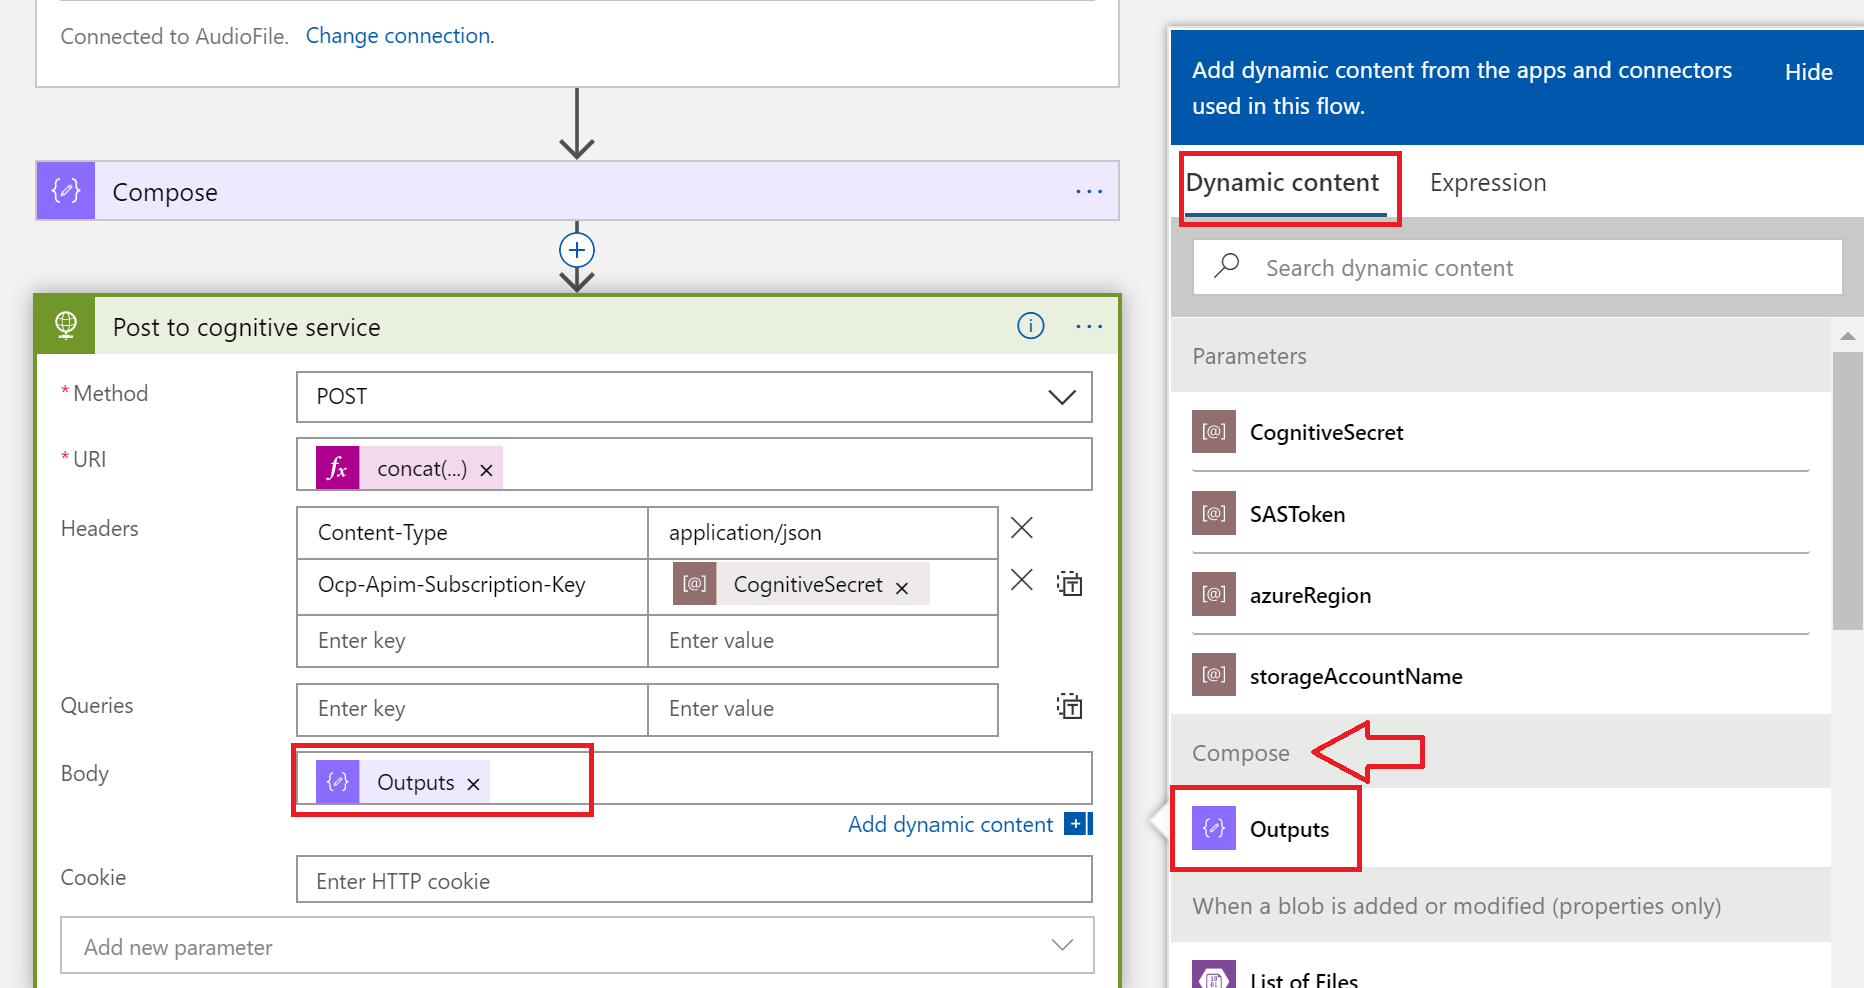 Connected to AudioFile. Change connection.
Compose
Post to cognitive service
* Method
POST
* URI
fx concat(...)
Headers
Content-Type
application/json
Ocp-Apim-Subscription-Key
[@] CognitiveSecret
Enter key
Enter value
Queries
Enter key
Enter value
Body
Outputs
Add dynamic content
Cookie
Enter HTTP cookie
Add new parameter
Add dynamic content from the apps and connectors
used in this flow.
Hide
Dynamic content
Expression
Search dynamic content
Parameters
[@] CognitiveSecret
[@] SASToken
[@] azureRegion
[@] storageAccountName
Compose
Outputs
When a blob is added or modified (properties only)
List of Files